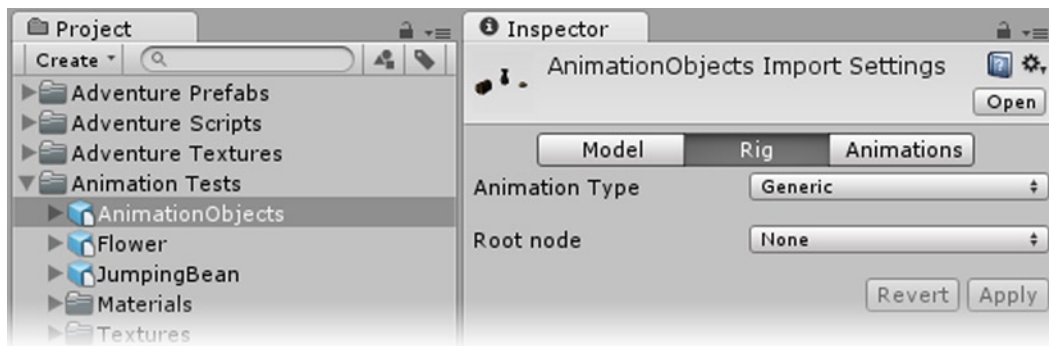 Project
Create
Adventure Prefabs
Adventure Scripts
Adventure Textures
Animation Tests
AnimationObjects
Flower
JumpingBean
Materials
Textures
Inspector
AnimationObjects Import Settings
Open
Model Rig Animations
Animation Type Generic
Root node None
Revert Apply